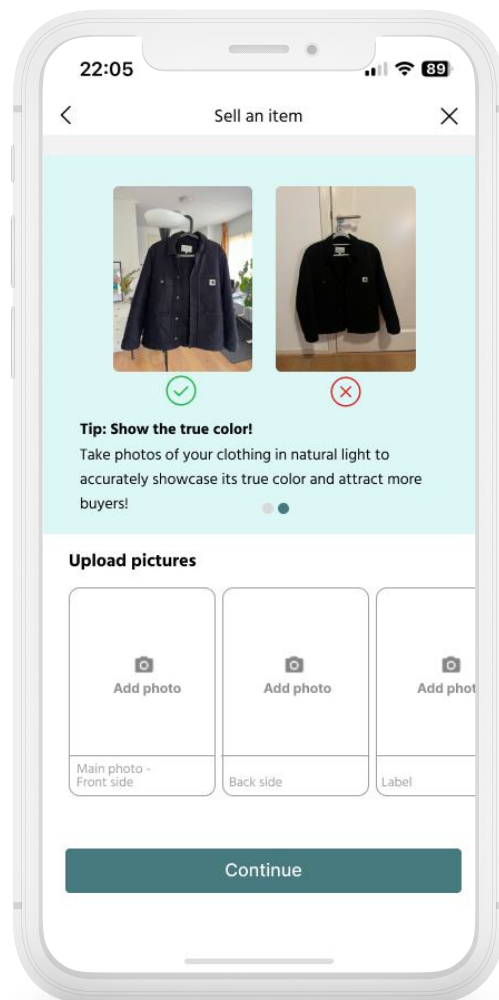 22:05
89
Sell an item
Tip: Show the true color!
Take photos of your clothing in natural light to
accurately showcase its true color and attract more
buyers!
Upload pictures
Add photo
Add photo
Add phot
Main photo -
Front side
Back side
Label
Continue